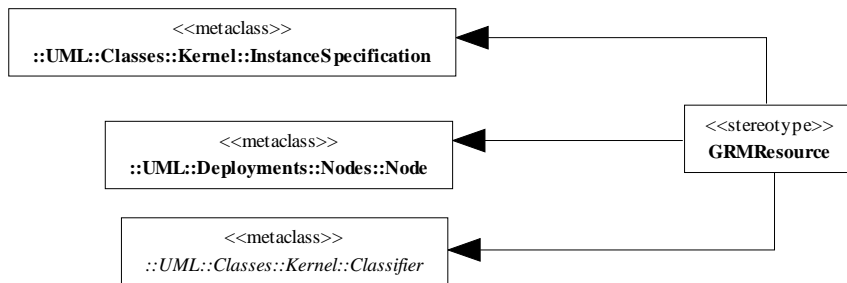 <<metaclass>>
::UML::Classes::Kernel::InstanceSpecification
<<metaclass>>
::UML::Deployments::Nodes::Node
<<stereotype>>
GRMResource
<<metaclass>>
::UML::Classes::Kernel::Classifier